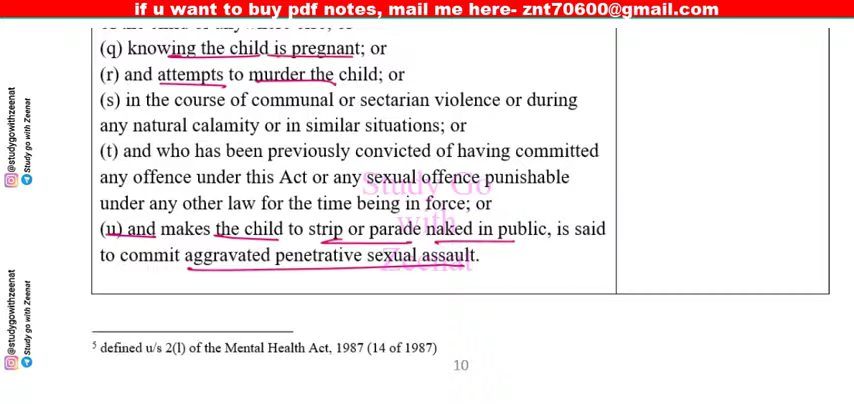 if u want to buy pdf notes, mail me here- znt70600@gmail.com
(q) knowing the child is pregnant; or
(r) and attempts to murder the child; or
(s) in the course of communal or sectarian violence or during
any natural calamity or in similar situations; or
(t) and who has been previously convicted of having committed
any offence under this Act or any sexual offence punishable
under any other law for the time being in force; or
(u) and makes the child to strip or parade naked in public, is said
to commit aggravated penetrative sexual assault.
Study Go
with
Zeenat
5 defined u/s 2(l) of the Mental Health Act, 1987 (14 of 1987)
10
@studygowithzeenat
Study go with Zeenat
@studygowithzeenat
Study go with Zeenat